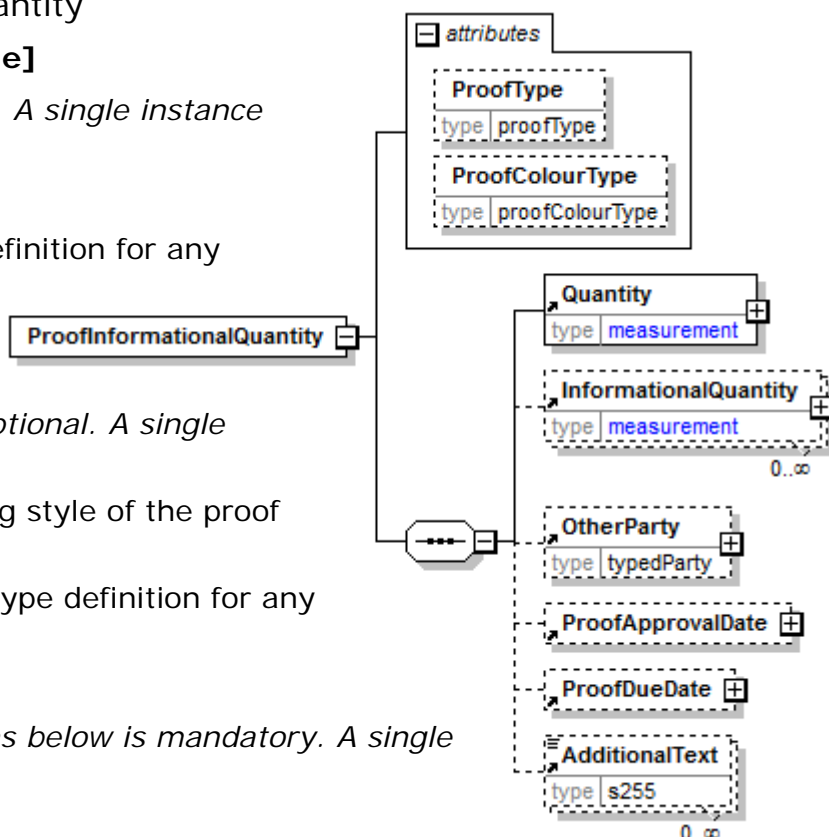 antity
e]
A single instance
efinition for any
otional. A single
g style of the proof
ype definition for any
s below is mandatory. A single
attributes
ProofType
type proofType
ProofColourType
type proofColourType
ProofInformationalQuantity
Quantity
type measurement
InformationalQuantity
type measurement
0..∞
OtherParty
type typedParty
ProofApprovalDate
ProofDueDate
AdditionalText
type s255
0..∞